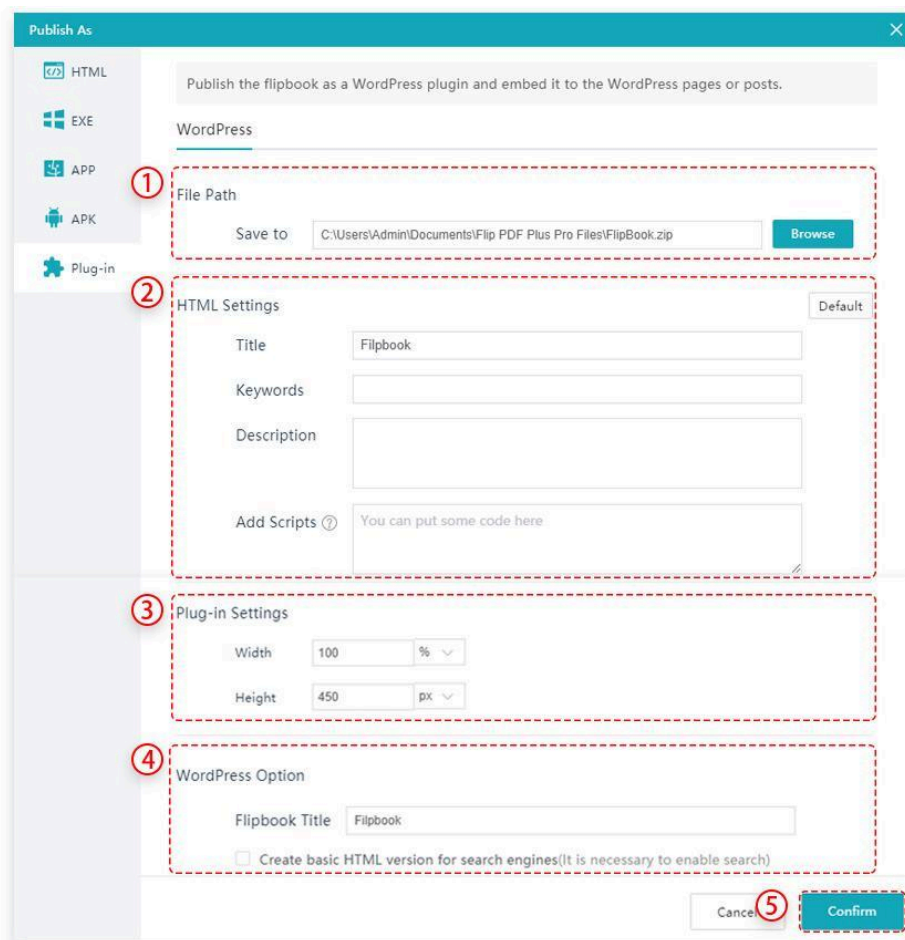 Publish As
HTML
EXE
APP
APK
Plug-in
Publish the flipbook as a WordPress plugin and embed it to the WordPress pages or posts.
WordPress
①
File Path
Save to C:\Users\Admin\Documents\Flip PDF Plus Pro Files\FlipBook.zip Browse
②
HTML Settings Default
Title Filpbook
Keywords
Description
Add Scripts ? You can put some code here
③
Plug-in Settings
Width 100 %
Height 450 px
④
WordPress Option
Flipbook Title Filpbook
Create basic HTML version for search engines(It is necessary to enable search)
⑤ Confirm